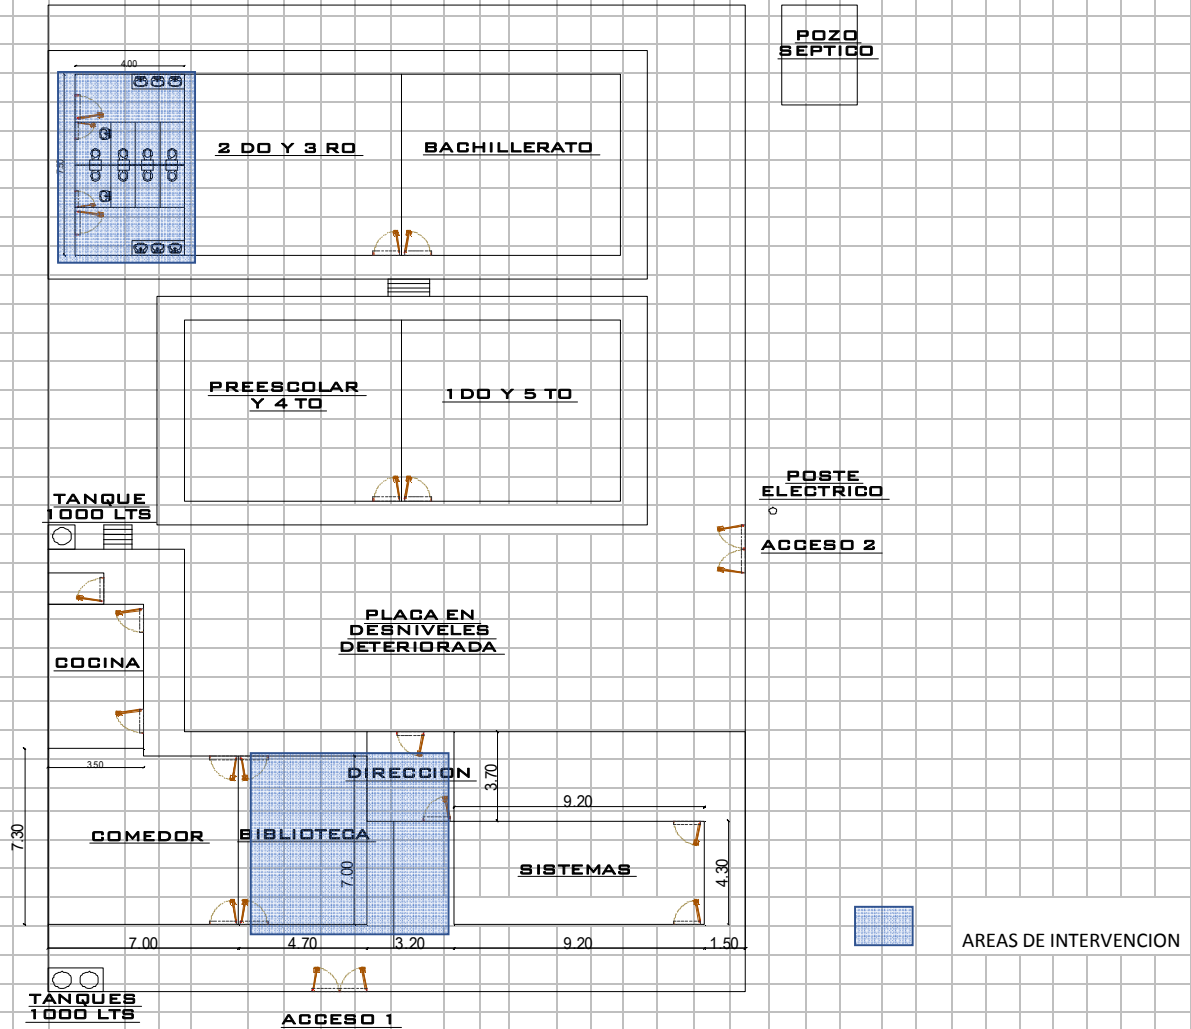 POZO
SEPTICO
4.00
7.50
2 DO Y 3 RO
BACHILLERATO
PREESCOLAR
Y 4 TO
1 DO Y 5 TO
TANQUE
1000 LTS
POSTE
ELECTRICO
ACCESO 2
PLACA EN
DESNIVELES
DETERIORADA
COCINA
3.50
DIRECCION
3.70
9.20
7.30
COMEDOR
BIBLIOTECA
7.00
SISTEMAS
4.30
7.00
4.70
3.20
9.20
1.50
AREAS DE INTERVENCION
TANQUES
1000 LTS
ACCESO 1